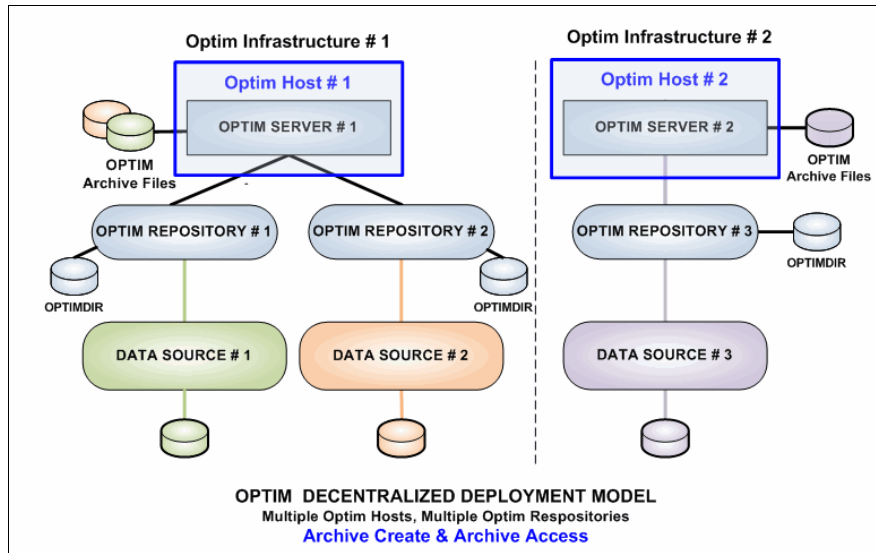 Optim Infrastructure # 1
Optim Infrastructure # 2
Optim Host # 1
Optim Host # 2
OPTIM SERVER # 1
OPTIM SERVER # 2
OPTIM
Archive Files
OPTIM
Archive Files
OPTIM REPOSITORY # 1
OPTIM REPOSITORY # 2
OPTIM REPOSITORY # 3
OPTIMDIR
OPTIMDIR
OPTIMDIR
DATA SOURCE # 1
DATA SOURCE # 2
DATA SOURCE # 3
OPTIM DECENTRALIZED DEPLOYMENT MODEL
Multiple Optim Hosts, Multiple Optim Respositories
Archive Create & Archive Access